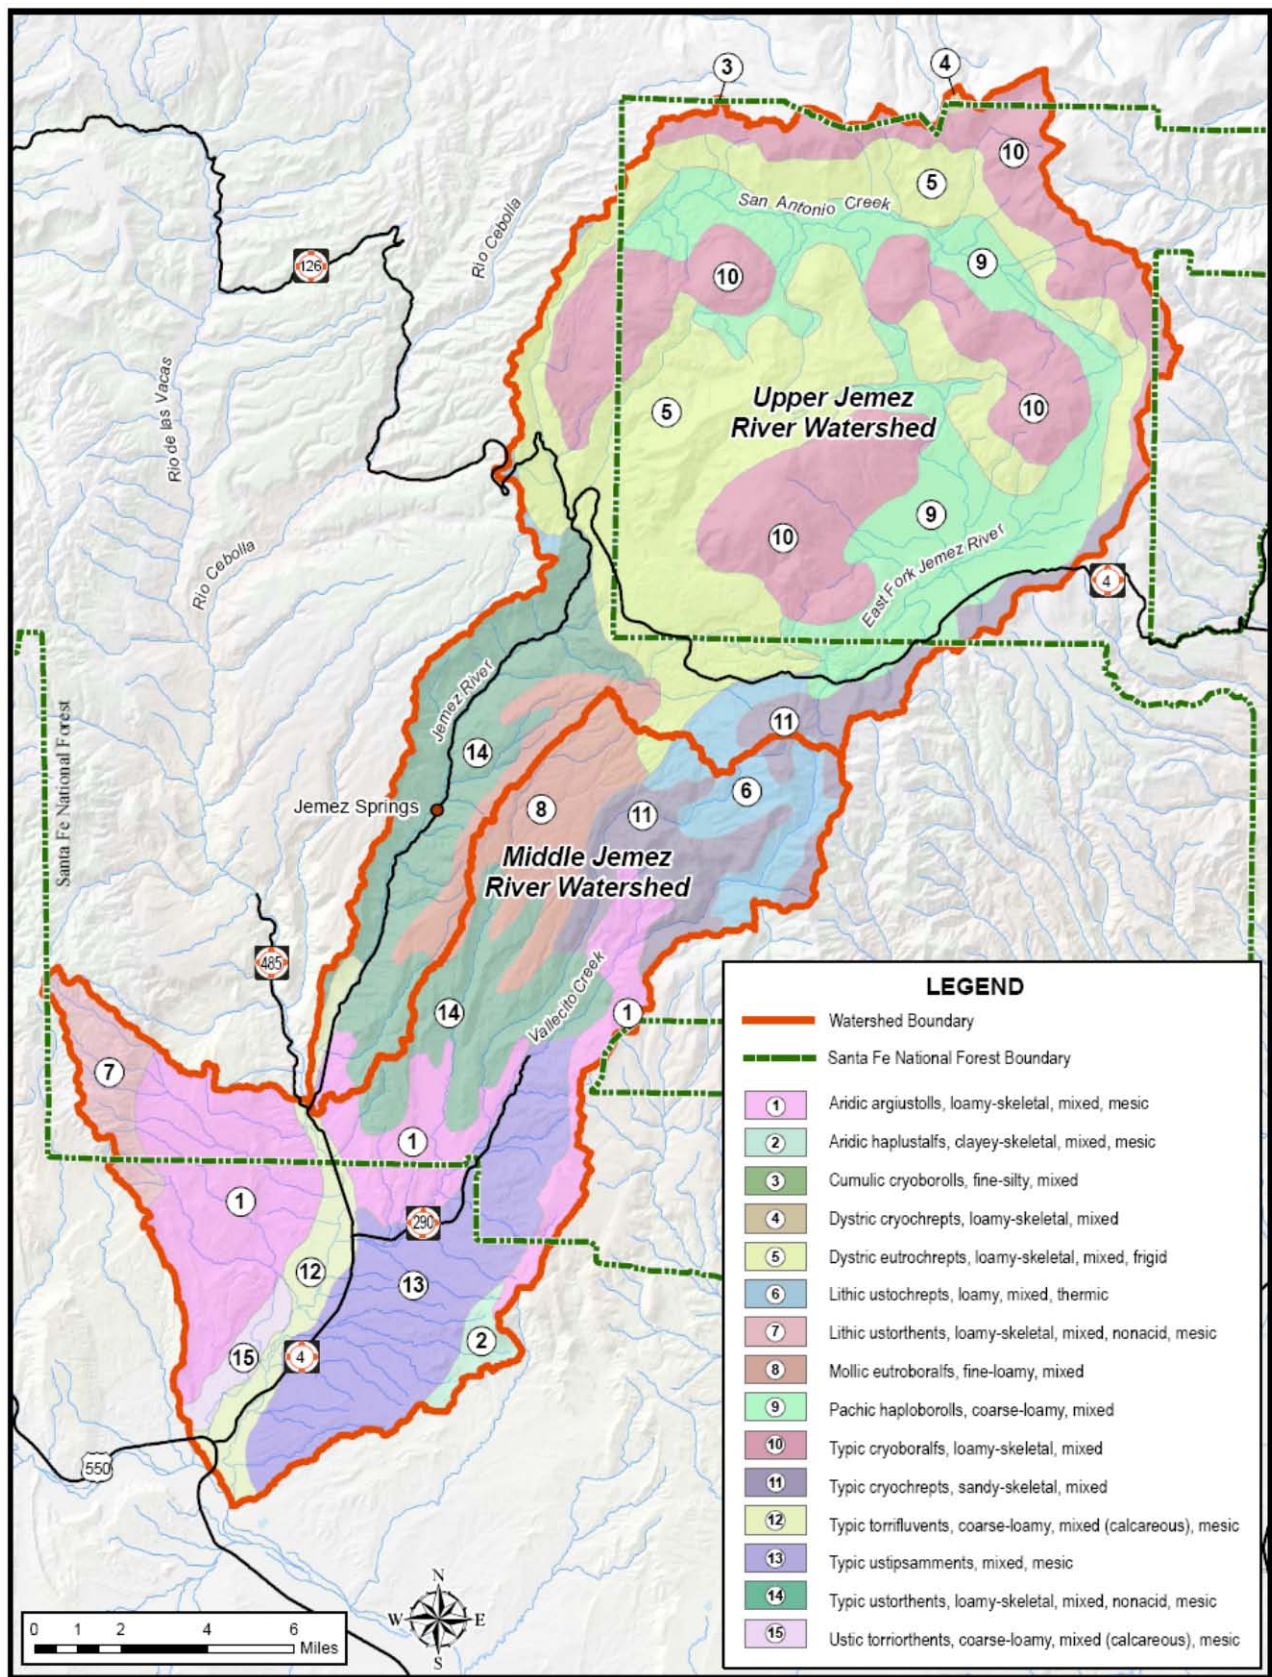 3
4
10
5
San Antonio Creek
Rio Cebolla
9
126
10
Rio de las Vacas
Upper Jemez
River Watershed
5
10
9
10
East Fork Jemez River
4
Rio Cebolla
Santa Fe National Forest
Jemez River
11
14
6
Jemez Springs
8
11
Middle Jemez
River Watershed
485
Vallecito Creek
14
1
7
1
1
290
12
13
2
15
4
550
LEGEND
Watershed Boundary
Santa Fe National Forest Boundary
1 Aridic argiustolls, loamy-skeletal, mixed, mesic
2 Aridic haplustalfs, clayey-skeletal, mixed, mesic
3 Cumulic cryoborolls, fine-silty, mixed
4 Dystric cryochrepts, loamy-skeletal, mixed
5 Dystric eutrochrepts, loamy-skeletal, mixed, frigid
6 Lithic ustochrepts, loamy, mixed, thermic
7 Lithic ustorthents, loamy-skeletal, mixed, nonacid, mesic
8 Mollic eutroboralfs, fine-loamy, mixed
9 Pachic haploborolls, coarse-loamy, mixed
10 Typic cryoboralfs, loamy-skeletal, mixed
11 Typic cryochrepts, sandy-skeletal, mixed
12 Typic torrifluvents, coarse-loamy, mixed (calcareous), mesic
13 Typic ustipsamments, mixed, mesic
14 Typic ustorthents, loamy-skeletal, mixed, nonacid, mesic
15 Ustic torriorthents, coarse-loamy, mixed (calcareous), mesic
N
W E
S
0 1 2 4 6
Miles